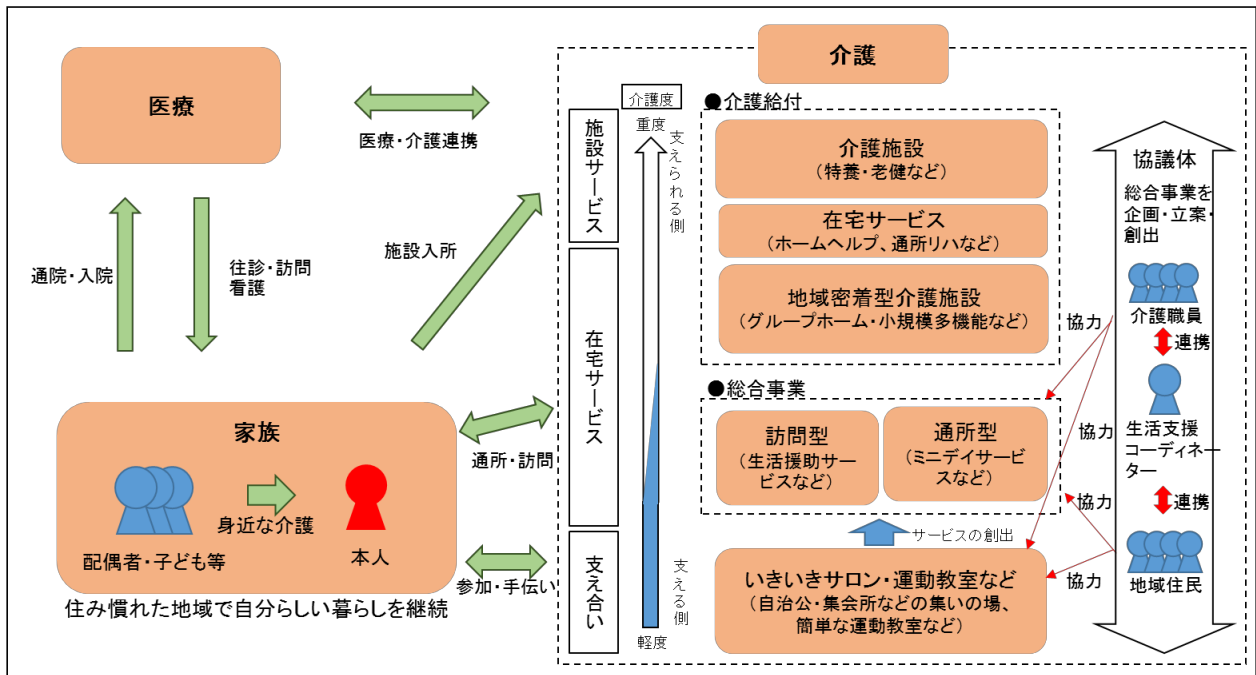 医療
医療・介護連携
通院・入院
往診・訪問
看護
施設入所
家族
配偶者・子ども等
身近な介護
本人
住み慣れた地域で自分らしい暮らしを継続
通所・訪問
参加・手伝い
介護
施設サービス
在宅サービス
支え合い
介護度
重度
支えられる側
支える側
軽度
●介護給付
介護施設
（特養・老健など）
在宅サービス
（ホームヘルプ、通所リハなど）
地域密着型介護施設
（グループホーム・小規模多機能など）
●総合事業
訪問型
（生活援助サー
ビスなど）
通所型
（ミニデイサービ
スなど）
サービスの創出
いきいきサロン・運動教室など
（自治公・集会所などの集いの場、
簡単な運動教室など）
協力
協力
協力
協力
協議体
総合事業を
企画・立案・
創出
介護職員
連携
生活支援
コーディネー
ター
連携
地域住民